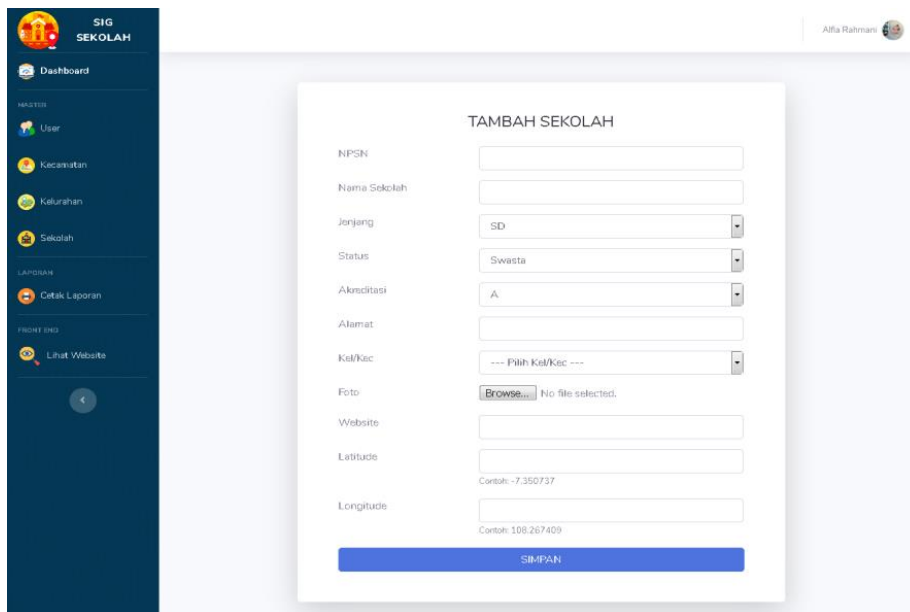 SIG
SEKOLAH
Alfia Rahmani
Dashboard
MASTER
User
Kecamatan
Kelurahan
Sekolah
LAPORAN
Cetak Laporan
FRONT END
Lihat Website
TAMBAH SEKOLAH
NPSN
Nama Sekolah
Jenjang
SD
Status
Swasta
Akreditasi
A
Alamat
Kel/Kec
--- Pilih Kel/Kec ---
Foto
Browse... No file selected.
Website
Latitude
Contoh: -7.350737
Longitude
Contoh: 108.267409
SIMPAN